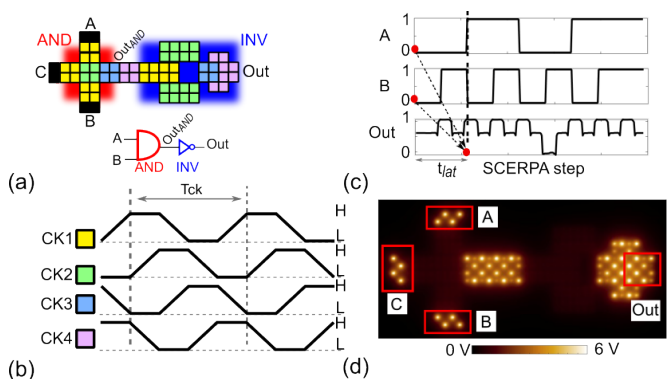 A
AND
Out_AND
INV
C
Out
B
A
B
Out_AND
Out
AND
INV
(a)
Tck
CK1
H
L
CK2
H
L
CK3
H
L
CK4
H
L
(b)
A
1
0
B
1
0
Out
1
0
t_lat
SCERPA step
(c)
A
C
B
Out
0 V
6 V
(d)